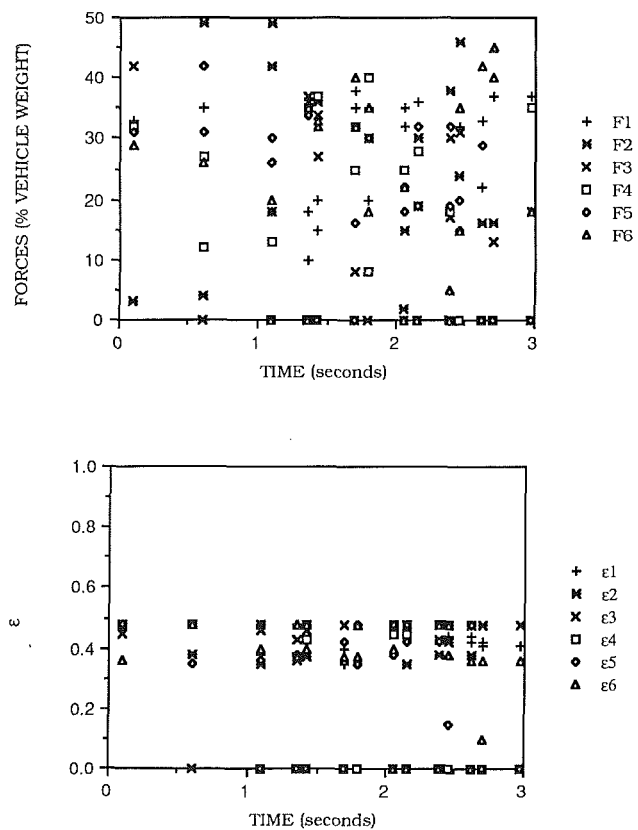 50
40
30
20
10
0
FORCES (% VEHICLE WEIGHT)
0
1
2
3
TIME (seconds)
F1
F2
F3
F4
F5
F6
1.0
0.8
0.6
0.4
0.2
0.0
ε
0
1
2
3
TIME (seconds)
ε1
ε2
ε3
ε4
ε5
ε6